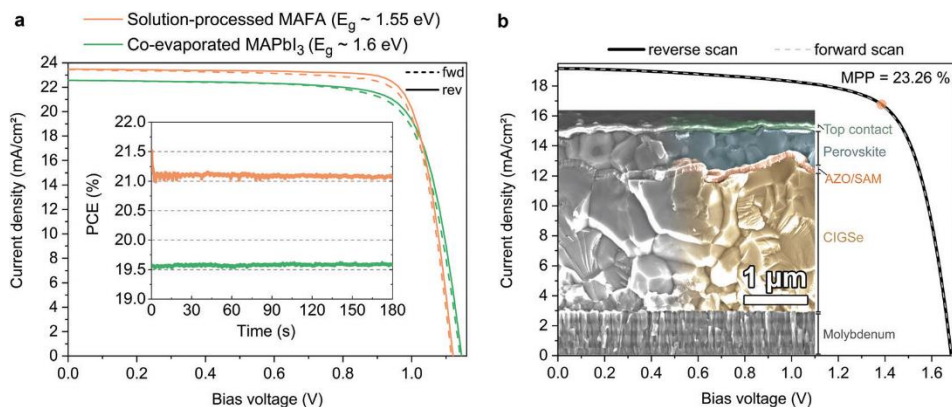 a
Solution-processed MAFA (E_g ~ 1.55 eV)
Co-evaporated MAPbI_3 (E_g ~ 1.6 eV)
24
22
20
18
16
14
12
10
8
6
4
2
0
Current density (mA/cm²)
fwd
rev
22.0
21.5
21.0
20.5
20.0
19.5
19.0
PCE (%)
0 30 60 90 120 150 180
Time (s)
0.0 0.2 0.4 0.6 0.8 1.0
Bias voltage (V)
b
reverse scan forward scan
MPP = 23.26 %
18
16
14
12
10
8
6
4
2
0
Current density (mA/cm²)
Top contact
Perovskite
AZO/SAM
CIGSe
1 µm
Molybdenum
0.0 0.2 0.4 0.6 0.8 1.0 1.2 1.4 1.6
Bias voltage (V)